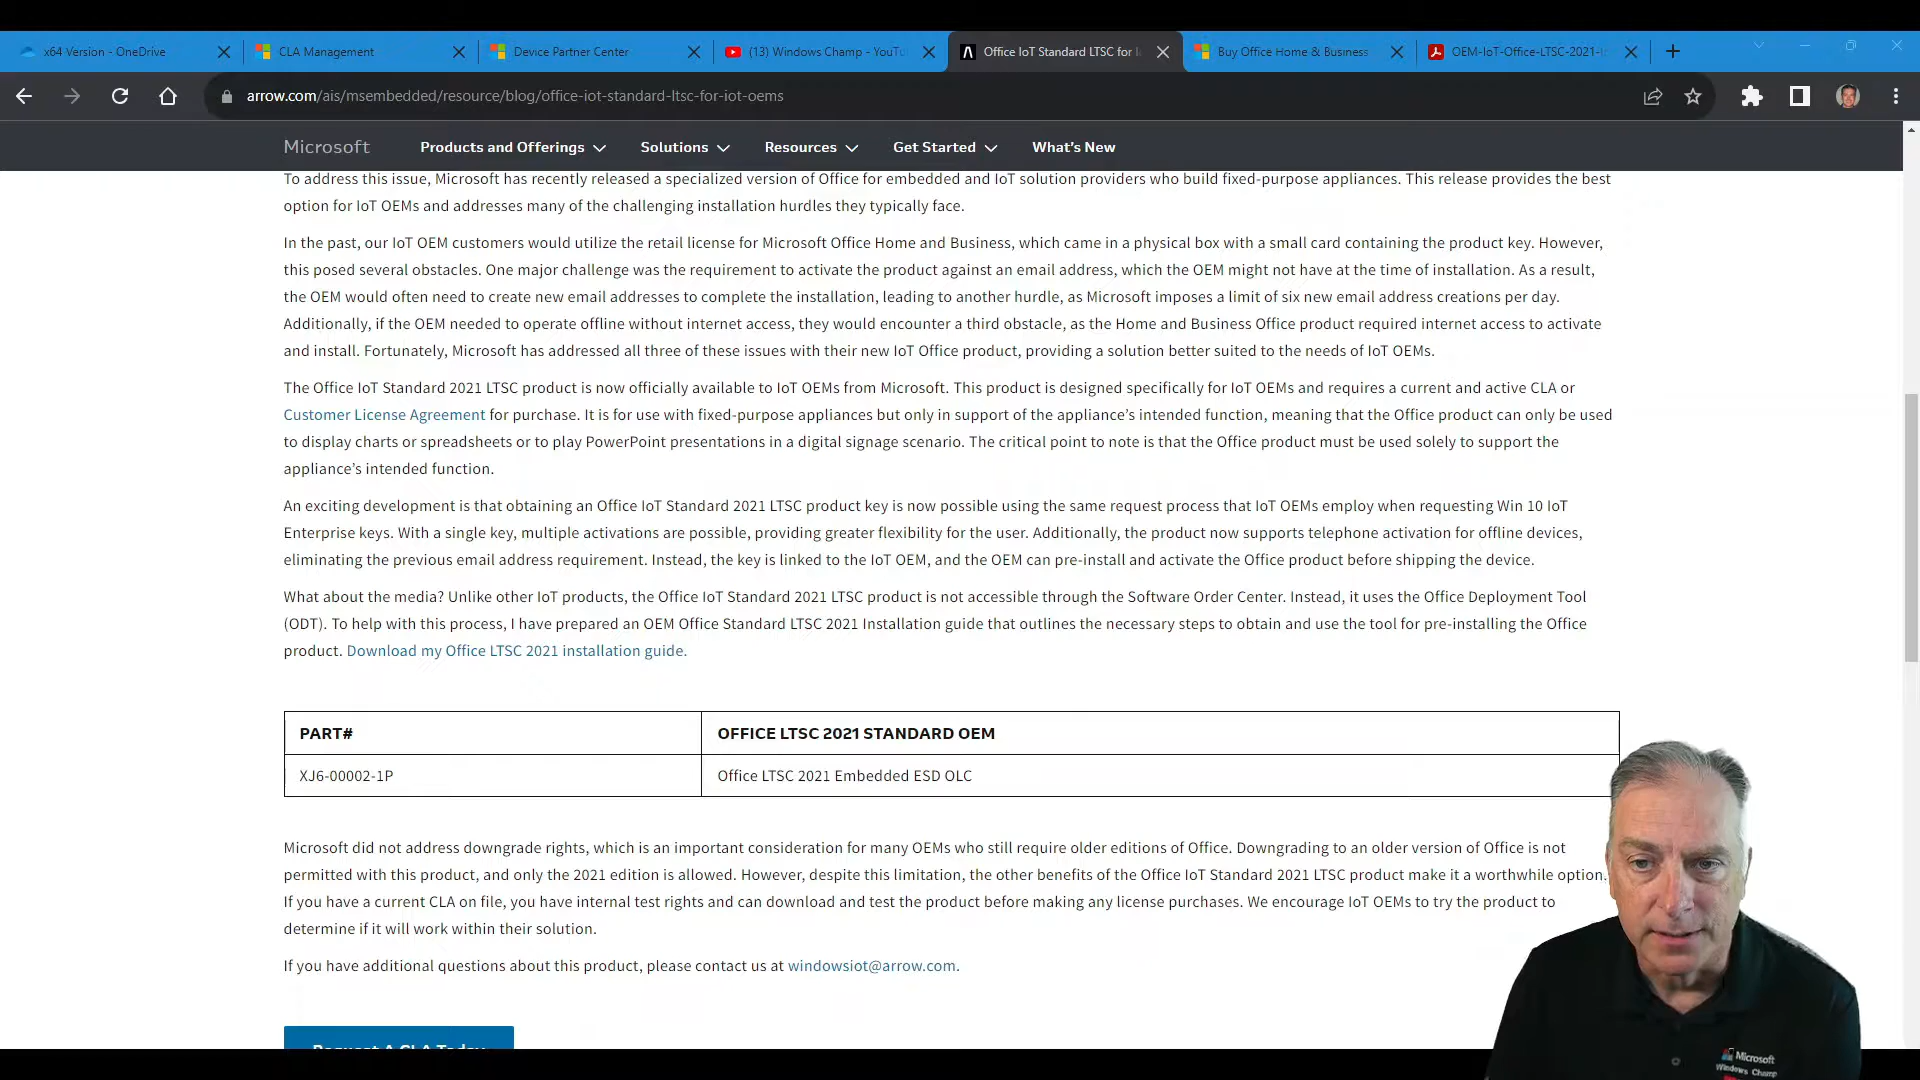 x64 Version - OneDrive
CLA Management
Device Partner Center
(13) Windows Champ - YouTu
Office IoT Standard LTSC for I
Buy Office Home & Business
OEM-IoT-Office-LTSC-2021-I
arrow.com/ais/msembedded/resource/blog/office-iot-standard-ltsc-for-iot-oems
Microsoft
Products and Offerings
Solutions
Resources
Get Started
What's New
To address this issue, Microsoft has recently released a specialized version of Office for embedded and IoT solution providers who build fixed-purpose appliances. This release provides the best
option for IoT OEMs and addresses many of the challenging installation hurdles they typically face.
In the past, our IoT OEM customers would utilize the retail license for Microsoft Office Home and Business, which came in a physical box with a small card containing the product key. However,
this posed several obstacles. One major challenge was the requirement to activate the product against an email address, which the OEM might not have at the time of installation. As a result,
the OEM would often need to create new email addresses to complete the installation, leading to another hurdle, as Microsoft imposes a limit of six new email address creations per day.
Additionally, if the OEM needed to operate offline without internet access, they would encounter a third obstacle, as the Home and Business Office product required internet access to activate
and install. Fortunately, Microsoft has addressed all three of these issues with their new IoT Office product, providing a solution better suited to the needs of IoT OEMs.
The Office IoT Standard 2021 LTSC product is now officially available to IoT OEMs from Microsoft. This product is designed specifically for IoT OEMs and requires a current and active CLA or
Customer License Agreement for purchase. It is for use with fixed-purpose appliances but only in support of the appliance's intended function, meaning that the Office product can only be used
to display charts or spreadsheets or to play PowerPoint presentations in a digital signage scenario. The critical point to note is that the Office product must be used solely to support the
appliance's intended function.
An exciting development is that obtaining an Office IoT Standard 2021 LTSC product key is now possible using the same request process that IoT OEMs employ when requesting Win 10 IoT
Enterprise keys. With a single key, multiple activations are possible, providing greater flexibility for the user. Additionally, the product now supports telephone activation for offline devices,
eliminating the previous email address requirement. Instead, the key is linked to the IoT OEM, and the OEM can pre-install and activate the Office product before shipping the device.
What about the media? Unlike other IoT products, the Office IoT Standard 2021 LTSC product is not accessible through the Software Order Center. Instead, it uses the Office Deployment Tool
(ODT). To help with this process, I have prepared an OEM Office Standard LTSC 2021 Installation guide that outlines the necessary steps to obtain and use the tool for pre-installing the Office
product. Download my Office LTSC 2021 installation guide.
PART#
OFFICE LTSC 2021 STANDARD OEM
XJ6-00002-1P
Office LTSC 2021 Embedded ESD OLC
Microsoft did not address downgrade rights, which is an important consideration for many OEMs who still require older editions of Office. Downgrading to an older version of Office is not
permitted with this product, and only the 2021 edition is allowed. However, despite this limitation, the other benefits of the Office IoT Standard 2021 LTSC product make it a worthwhile option.
If you have a current CLA on file, you have internal test rights and can download and test the product before making any license purchases. We encourage IoT OEMs to try the product to
determine if it will work within their solution.
If you have additional questions about this product, please contact us at windowsiot@arrow.com.
Request A CLA Today
Microsoft
Windows Champ